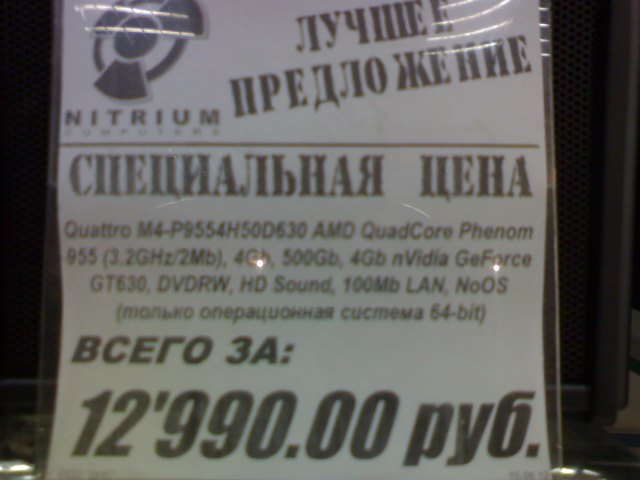 ЛУЧШЕЕ
ПРЕДЛОЖЕНИЕ
NITRIUM
COMPUTERS
СПЕЦИАЛЬНАЯ ЦЕНА
Quattro M4-P9554H50D630 AMD QuadCore Phenom
955 (3.2GHz/2Mb), 4Gb, 500Gb, 4Gb nVidia GeForce
GT630, DVDRW, HD Sound, 100Mb LAN, NoOS
(только операционная система 64-bit)
ВСЕГО ЗА:
12'990.00 руб.